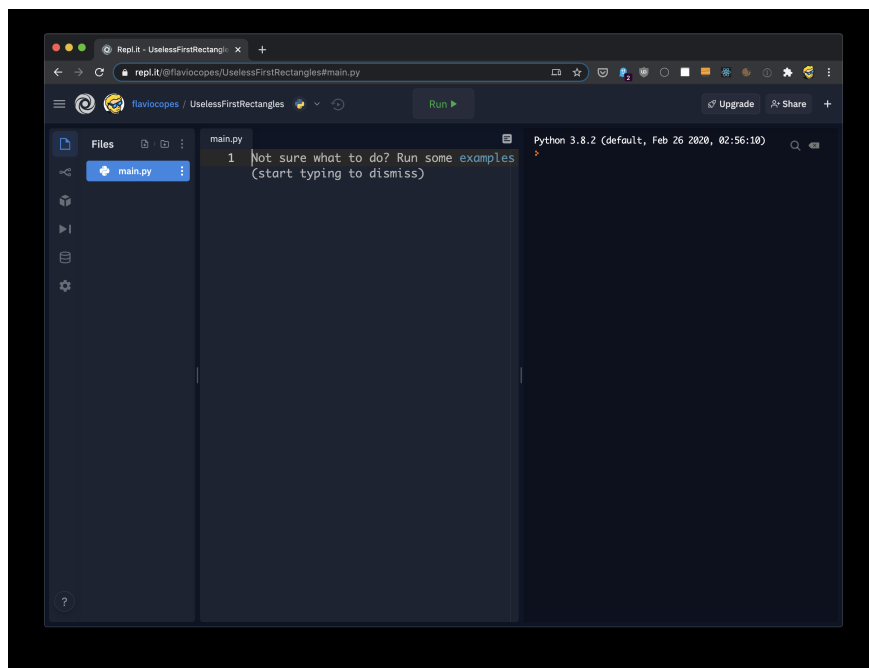 Repl.it - UselessFirstRectangle
repl.it/@flaviocopes/UselessFirstRectangles#main.py
2
flaviocopes / UselessFirstRectangles
Run
Upgrade
Share
Files
main.py
main.py
1 Not sure what to do? Run some examples
(start typing to dismiss)
Python 3.8.2 (default, Feb 26 2020, 02:56:10)
>
?